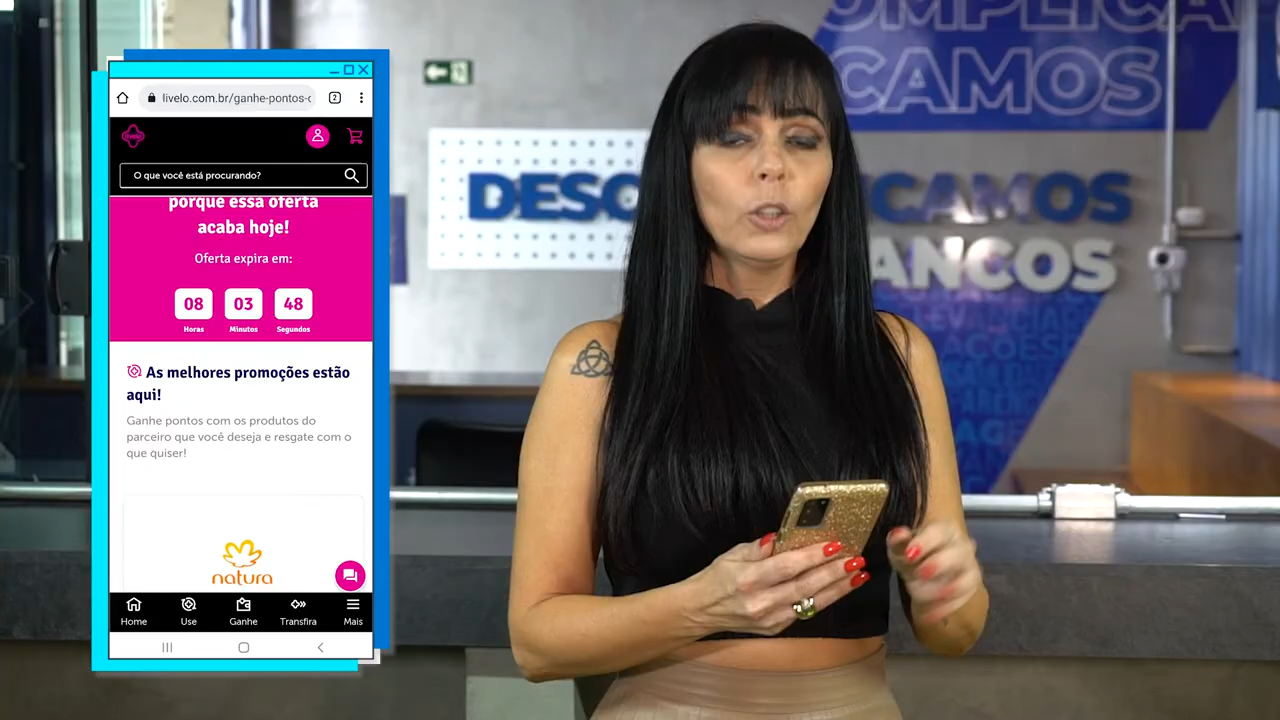 livelo.com.br/ganhe-pontos-c
2
O que você está procurando?
porque essa oferta
acaba hoje!
Oferta expira em:
08 03 48
Horas Minutos Segundos
As melhores promoções estão
aqui!
Ganhe pontos com os produtos do
parceiro que você deseja e resgate com o
que quiser!
natura
Home Use Ganhe Transfira Mais
OMPLICA
CAMOS
DESC CAMOS
ANCOS